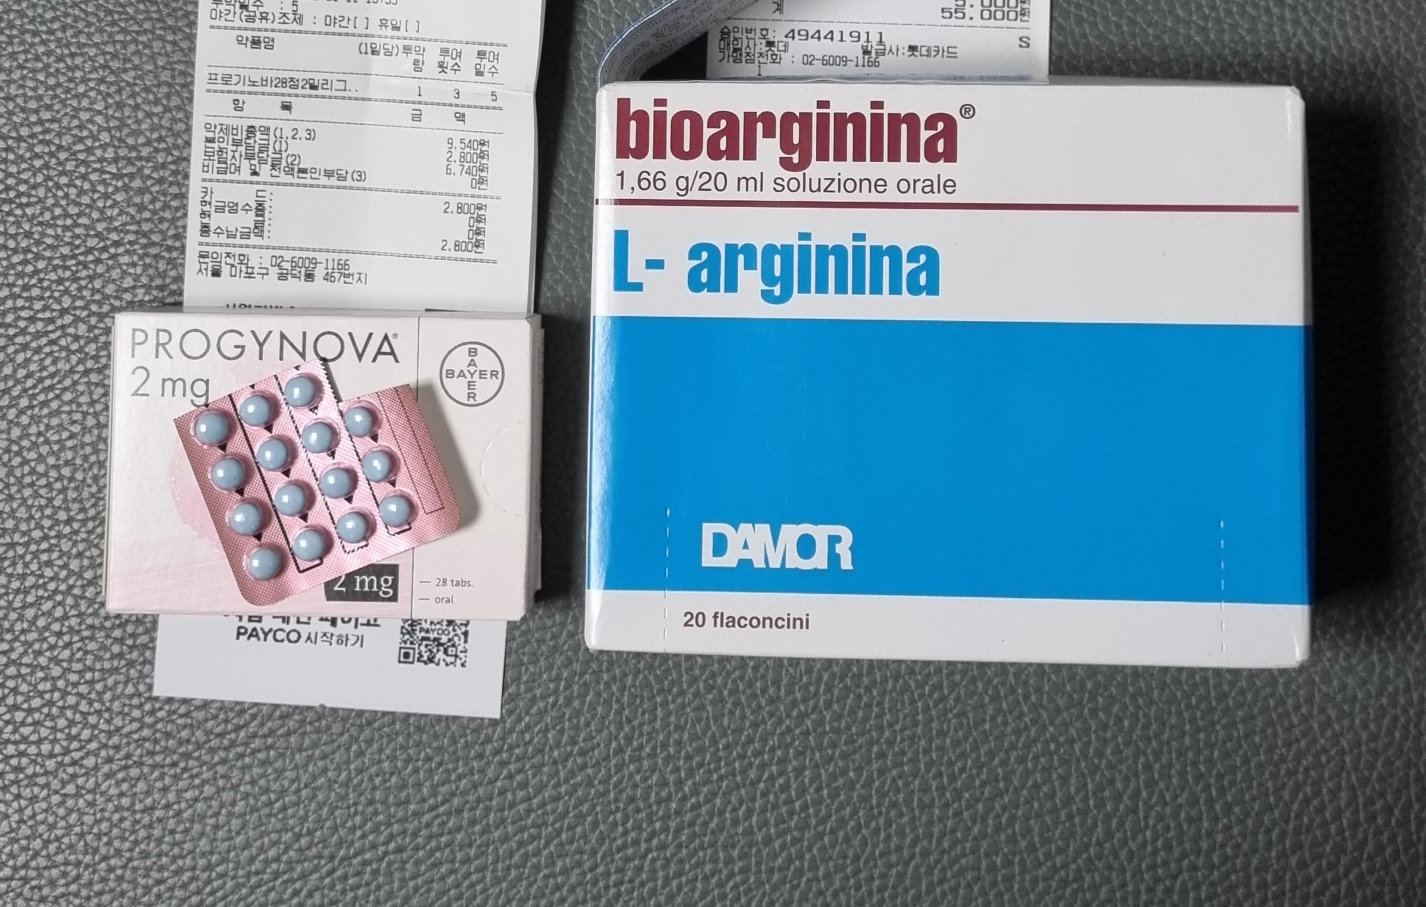 야간(공휴)조제 : 야간[ ] 휴일[ ]
약품명 (1일당)투약량 투여횟수 투여일수
프로기노바28정2밀리그.. 1 3 5
항 목 금 액
약제비총액(1,2,3) 9.540원
본인부담금(1) 2.800원
보험자부담금(2) 6.740원
비급여 및 전액본인부담(3) 0원
카 드: 2.800원
현금영수증: 0원
현 금: 0원
총수납금액: 2.800원
문의전화 : 02-6009-1166
서울 마포구 공덕동 467번지
PROGYNOVA®
2 mg
BAYER
BAYER
2 mg
28 tabs.
oral
PAYCO 시작하기
PAYCO
계 55.000원
승인번호: 49441911
매입사:롯데 발급사:롯데카드
S
가맹점전화 : 02-6009-1166
bioarginina®
1,66 g/20 ml soluzione orale
L- arginina
DAMOR
20 flaconcini